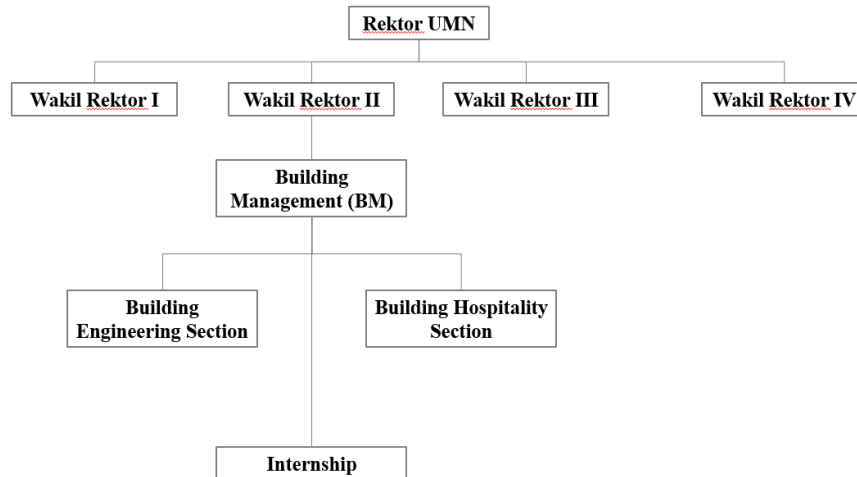 Rektor UMN
Wakil Rektor I
Wakil Rektor II
Wakil Rektor III
Wakil Rektor IV
Building
Management (BM)
Building
Engineering Section
Building Hospitality
Section
Internship